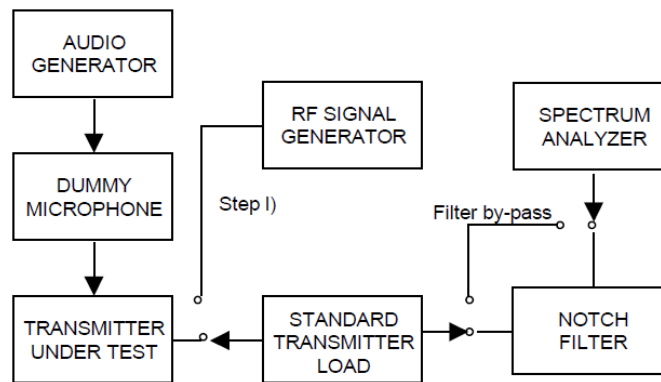 AUDIO
GENERATOR
RF SIGNAL
GENERATOR
SPECTRUM
ANALYZER
DUMMY
MICROPHONE
Step I)
Filter by-pass
TRANSMITTER
UNDER TEST
STANDARD
TRANSMITTER
LOAD
NOTCH
FILTER